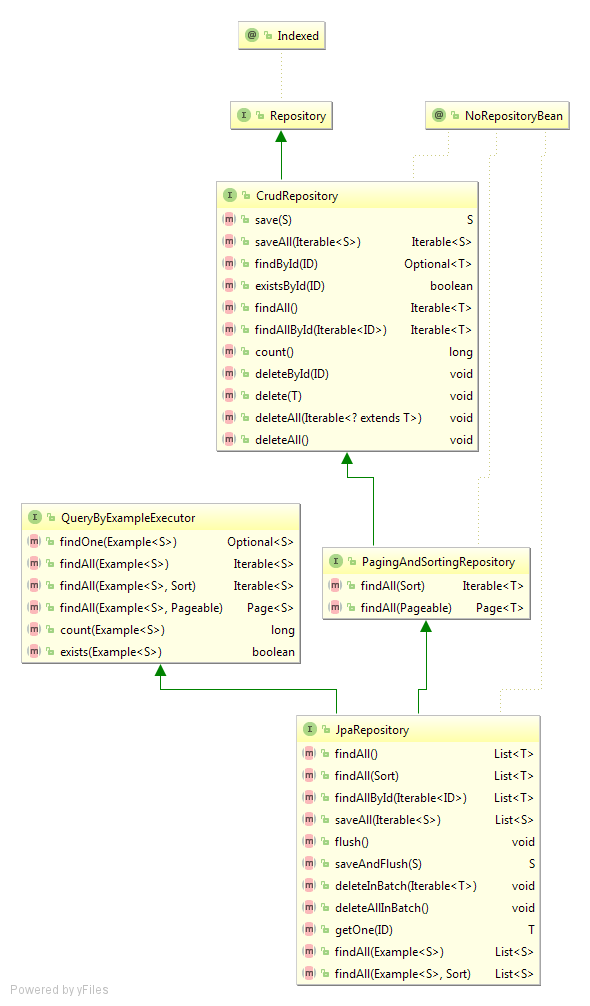 @ Indexed
I Repository
@ NoRepositoryBean
I CrudRepository
m save(S) S
m saveAll(Iterable<S>) Iterable<S>
m findById(ID) Optional<T>
m existsById(ID) boolean
m findAll() Iterable<T>
m findAllById(Iterable<ID>) Iterable<T>
m count() long
m deleteById(ID) void
m delete(T) void
m deleteAll(Iterable<? extends T>) void
m deleteAll() void
I QueryByExampleExecutor
m findOne(Example<S>) Optional<S>
m findAll(Example<S>) Iterable<S>
m findAll(Example<S>, Sort) Iterable<S>
m findAll(Example<S>, Pageable) Page<S>
m count(Example<S>) long
m exists(Example<S>) boolean
I PagingAndSortingRepository
m findAll(Sort) Iterable<T>
m findAll(Pageable) Page<T>
I JpaRepository
m findAll() List<T>
m findAll(Sort) List<T>
m findAllById(Iterable<ID>) List<T>
m saveAll(Iterable<S>) List<S>
m flush() void
m saveAndFlush(S) S
m deleteInBatch(Iterable<T>) void
m deleteAllInBatch() void
m getOne(ID) T
m findAll(Example<S>) List<S>
m findAll(Example<S>, Sort) List<S>
Powered by yFiles